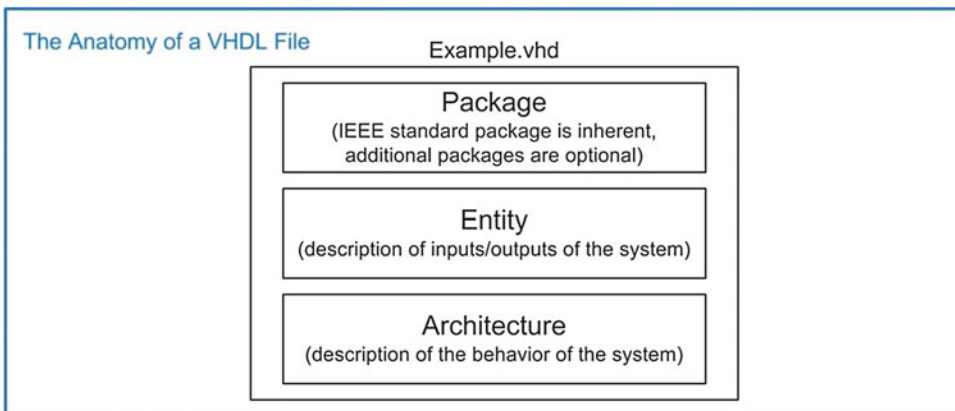 The Anatomy of a VHDL File
Example.vhd
Package
(IEEE standard package is inherent,
additional packages are optional)
Entity
(description of inputs/outputs of the system)
Architecture
(description of the behavior of the system)